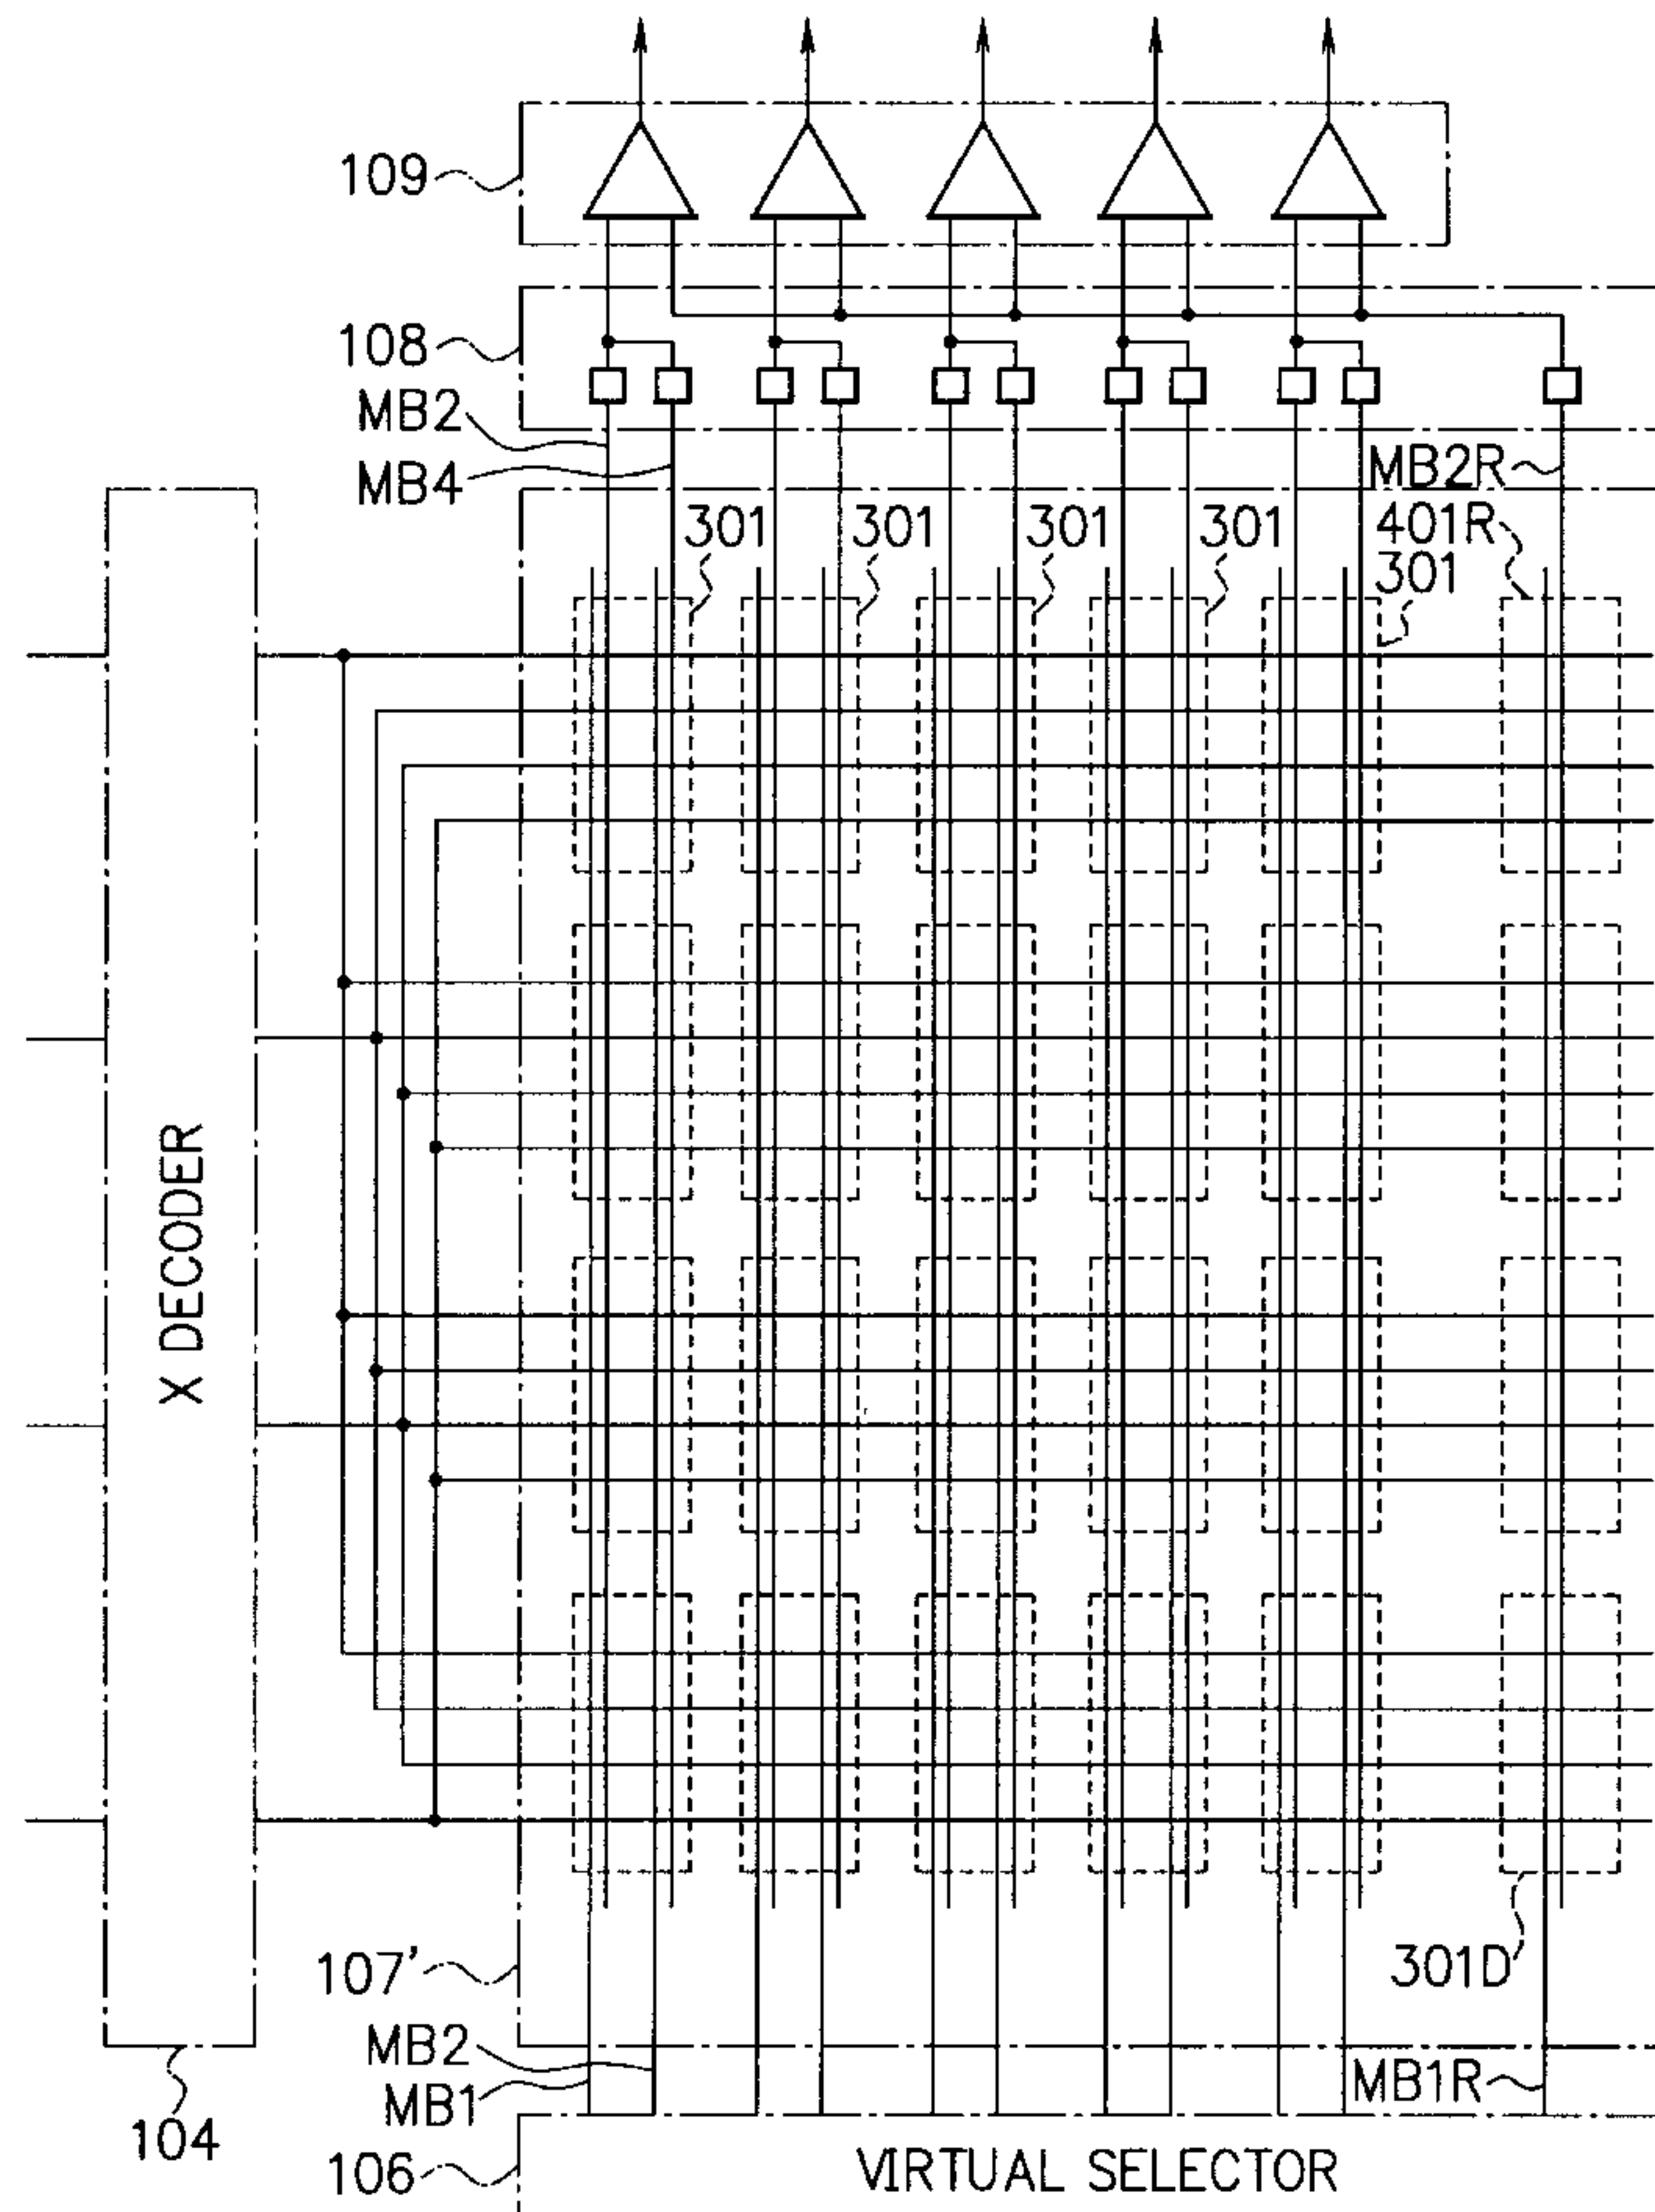 109
108
MB2
MB4
MB2R
301
301
301
301
401R
301
X DECODER
107'
301D
MB2
MB1
MB1R
104
106
VIRTUAL SELECTOR